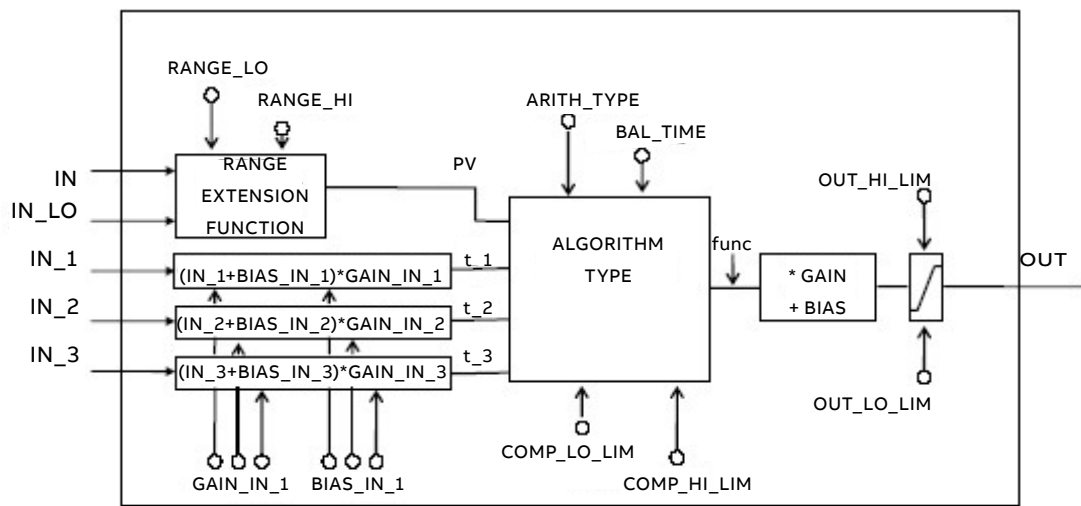 RANGE_LO
RANGE_HI
ARITH_TYPE
BAL_TIME
IN
IN_LO
RANGE
EXTENSION
FUNCTION
PV
OUT_HI_LIM
IN_1
(IN_1+BIAS_IN_1)*GAIN_IN_1
t_1
ALGORITHM
TYPE
func
* GAIN
+ BIAS
OUT
IN_2
(IN_2+BIAS_IN_2)*GAIN_IN_2
t_2
IN_3
(IN_3+BIAS_IN_3)*GAIN_IN_3
t_3
OUT_LO_LIM
COMP_LO_LIM
COMP_HI_LIM
GAIN_IN_1
BIAS_IN_1